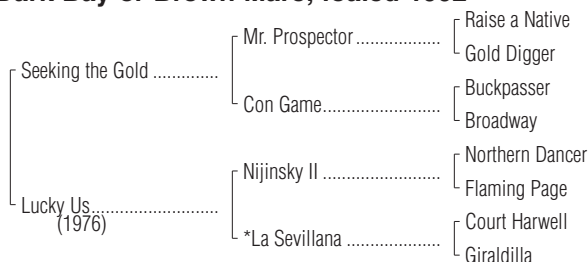 Dark Bay or Brown Mare; foaled 1992
Raise a Native
Mr. Prospector ..................
Gold Digger
Seeking the Gold ..............
Buckpasser
Con Game.........................
Broadway
Northern Dancer
Nijinsky II .........................
Flaming Page
Lucky Us...........................
(1976)
Court Harwell
*La Sevillana ....................
Giraldilla